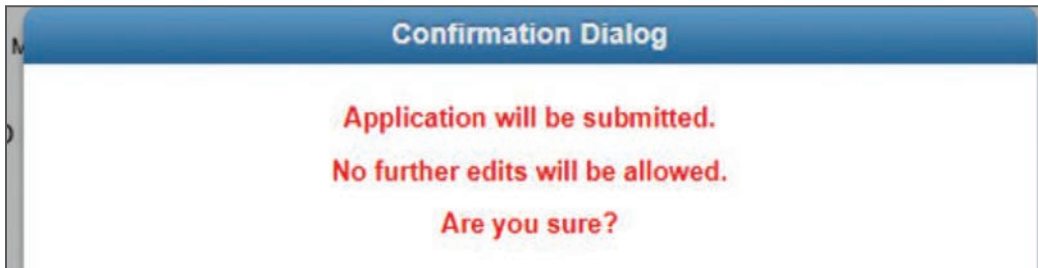 Confirmation Dialog
Application will be submitted.
No further edits will be allowed.
Are you sure?